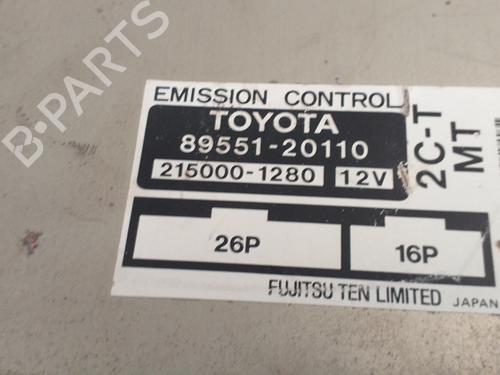 B-PARTS
EMISSION CONTROL
TOYOTA
89551-20110
215000-1280 12V
2C-T
MT
26P
16P
FUJITSU TEN LIMITED JAPAN